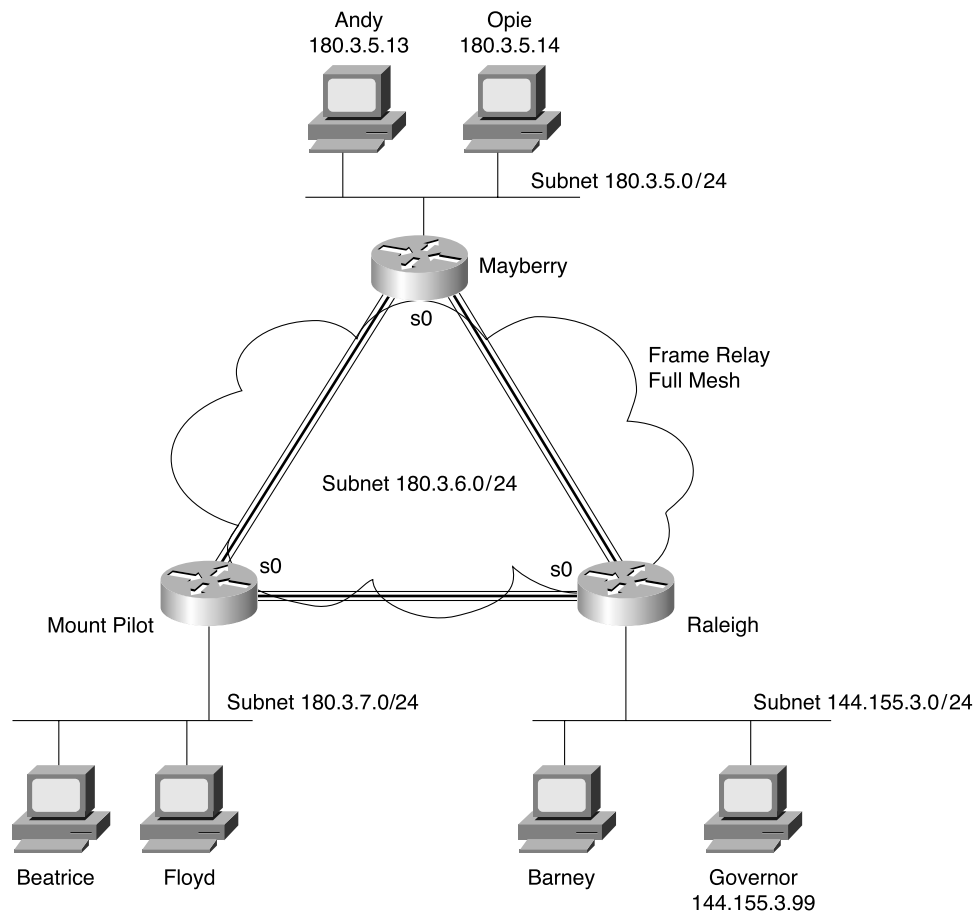 Andy
180.3.5.13
Opie
180.3.5.14
Subnet 180.3.5.0/24
Mayberry
s0
Frame Relay
Full Mesh
Subnet 180.3.6.0/24
s0
s0
Mount Pilot
Raleigh
Subnet 180.3.7.0/24
Subnet 144.155.3.0/24
Beatrice
Floyd
Barney
Governor
144.155.3.99